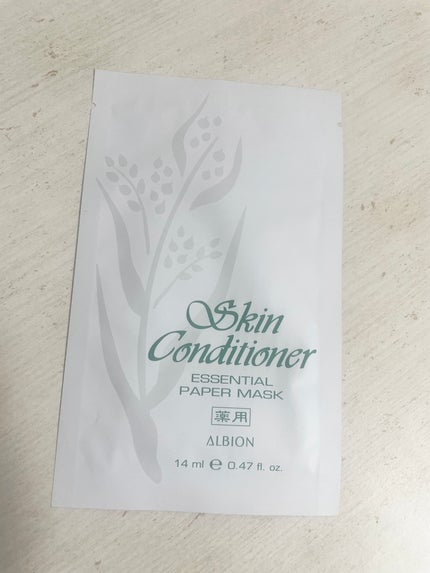 Skin
Conditioner
ESSENTIAL
PAPER MASK
薬用
ALBION
14 ml ℮ 0.47 fl. oz.